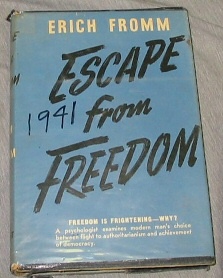 ERICH FROMM
ESCAPE
1941 from
FREEDOM
FREEDOM IS FRIGHTENING—WHY?
A psychologist examines modern man's choice
between flight to authoritarianism and achievement
of democracy.